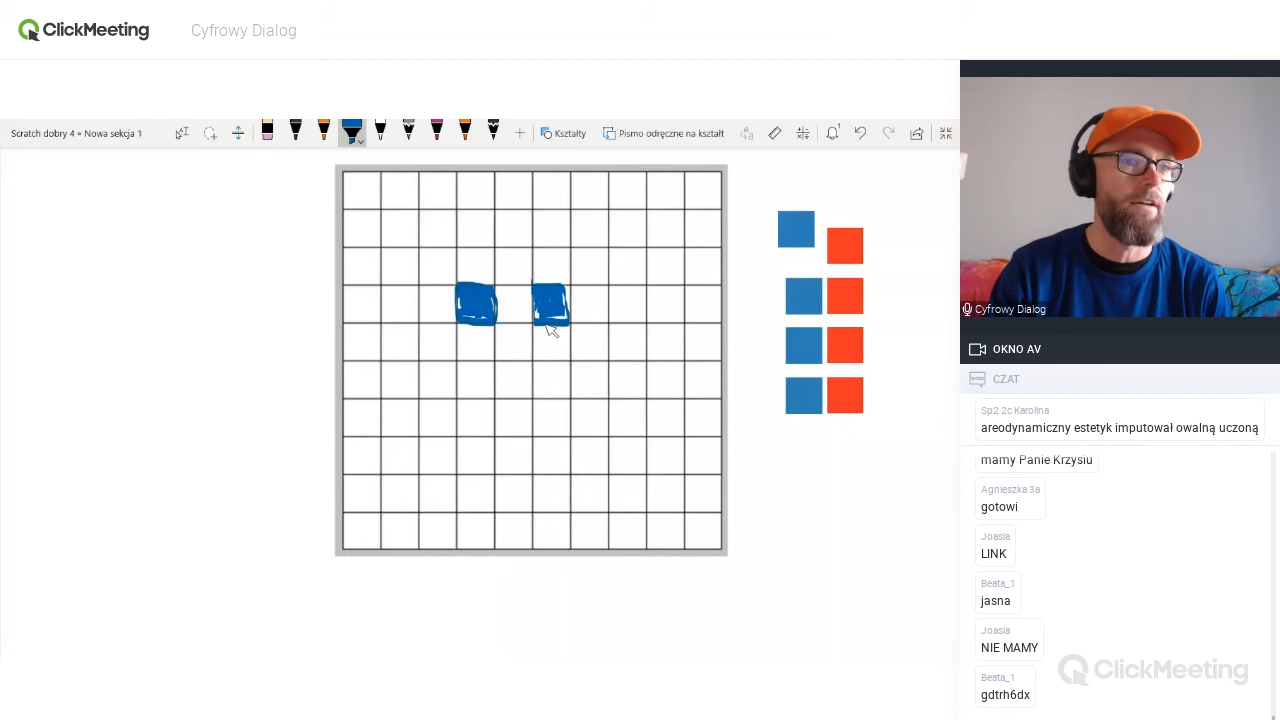 ClickMeeting
Cyfrowy Dialog
Scratch dobry 4 » Nowa sekcja 1
Kształty
Pismo odręczne na kształt
1
Cyfrowy Dialog
OKNO AV
CZAT
Sp2 2c Karolina
areodynamiczny estetyk imputował owalną uczoną
mamy Panie Krzysiu
Agnieszka 3a
gotowi
Joasia
LINK
Beata_1
jasna
Joasia
NIE MAMY
Beata_1
gdtrh6dx
ClickMeeting